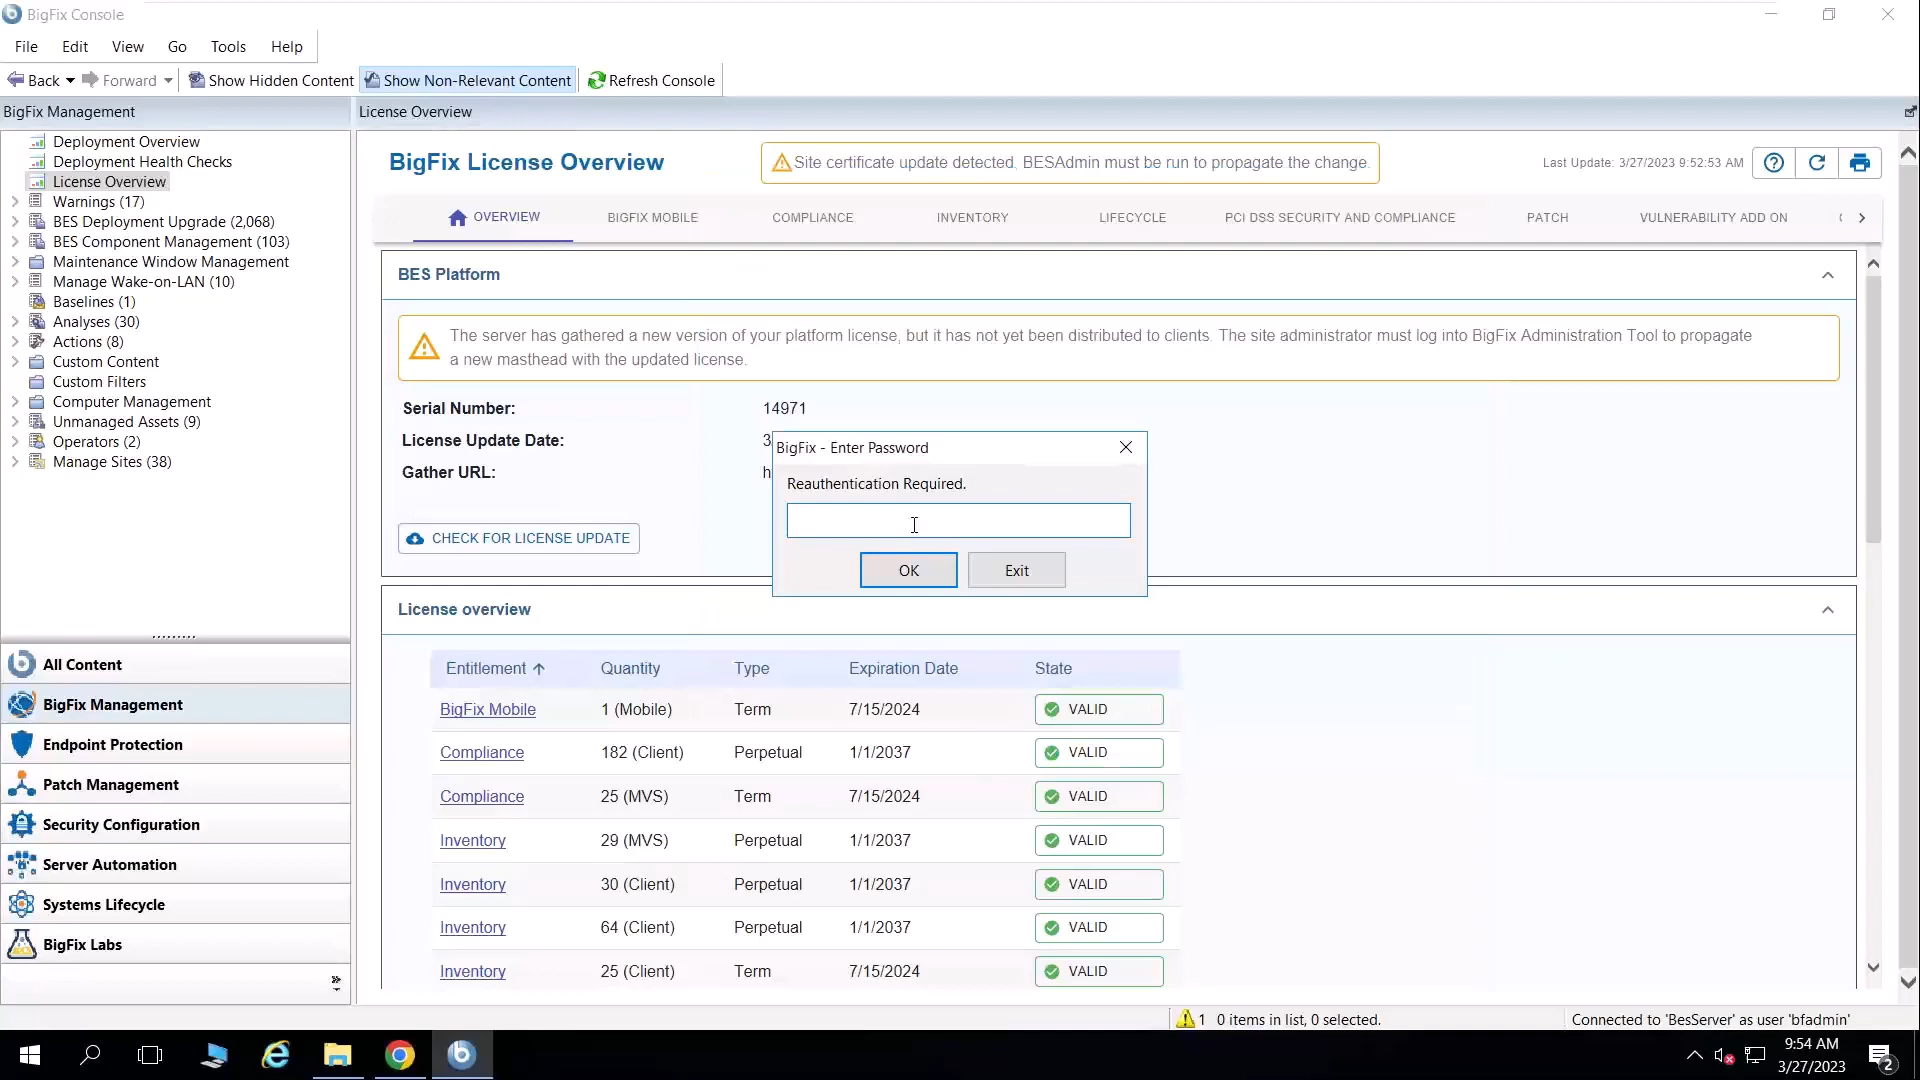 BigFix Console
File Edit View Go Tools Help
Back Forward Show Hidden Content Show Non-Relevant Content Refresh Console
BigFix Management
License Overview
Deployment Overview
Deployment Health Checks
License Overview
Warnings (17)
BES Deployment Upgrade (2,068)
BES Component Management (103)
Maintenance Window Management
Manage Wake-on-LAN (10)
Baselines (1)
Analyses (30)
Actions (8)
Custom Content
Custom Filters
Computer Management
Unmanaged Assets (9)
Operators (2)
Manage Sites (38)
All Content
BigFix Management
Endpoint Protection
Patch Management
Security Configuration
Server Automation
Systems Lifecycle
BigFix Labs
BigFix License Overview
Site certificate update detected. BESAdmin must be run to propagate the change.
Last Update: 3/27/2023 9:52:53 AM
OVERVIEW BIGFIX MOBILE COMPLIANCE INVENTORY LIFECYCLE PCI DSS SECURITY AND COMPLIANCE PATCH VULNERABILITY ADD ON
BES Platform
The server has gathered a new version of your platform license, but it has not yet been distributed to clients. The site administrator must log into BigFix Administration Tool to propagate
a new masthead with the updated license.
Serial Number: 14971
License Update Date: 3
Gather URL: h
CHECK FOR LICENSE UPDATE
BigFix - Enter Password
Reauthentication Required.
OK Exit
License overview
Entitlement Quantity Type Expiration Date State
BigFix Mobile 1 (Mobile) Term 7/15/2024 VALID
Compliance 182 (Client) Perpetual 1/1/2037 VALID
Compliance 25 (MVS) Term 7/15/2024 VALID
Inventory 29 (MVS) Perpetual 1/1/2037 VALID
Inventory 30 (Client) Perpetual 1/1/2037 VALID
Inventory 64 (Client) Perpetual 1/1/2037 VALID
Inventory 25 (Client) Term 7/15/2024 VALID
1 0 items in list, 0 selected.
Connected to 'BesServer' as user 'bfadmin'
9:54 AM
3/27/2023
2